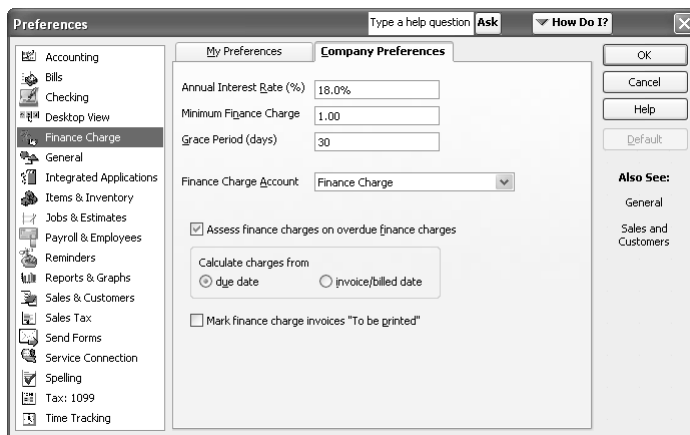 Preferences
Type a help question Ask
How Do I?
Accounting
Bills
Checking
Desktop View
Finance Charge
General
Integrated Applications
Items & Inventory
Jobs & Estimates
Payroll & Employees
Reminders
Reports & Graphs
Sales & Customers
Sales Tax
Send Forms
Service Connection
Spelling
Tax: 1099
Time Tracking
My Preferences
Company Preferences
Annual Interest Rate (%) 18.0%
Minimum Finance Charge 1.00
Grace Period (days) 30
Finance Charge Account Finance Charge
Assess finance charges on overdue finance charges
Calculate charges from
due date invoice/billed date
Mark finance charge invoices "To be printed"
OK
Cancel
Help
Default
Also See:
General
Sales and
Customers